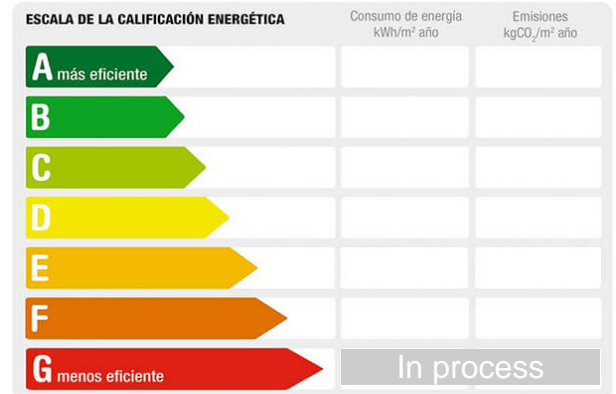 ESCALA DE LA CALIFICACIÓN ENERGÉTICA
Consumo de energía
kWh/m² año
Emisiones
kgCO₂/m² año
A más eficiente
B
C
D
E
F
G menos eficiente
In process